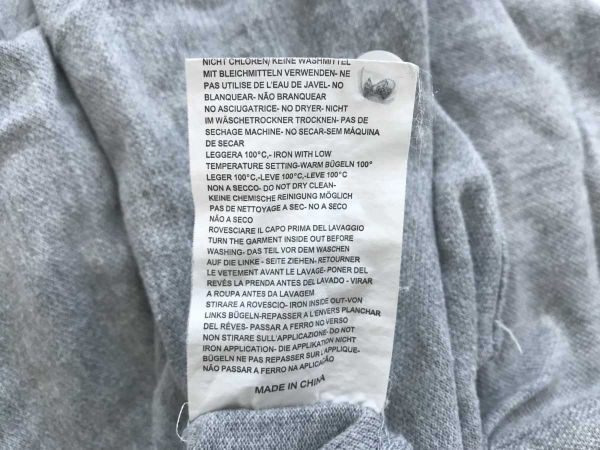 NICHT CHLOREN/ KEINE WASHMITTEL
MIT BLEICHMITTELN VERWENDEN- NE
PAS UTILISE DE L'EAU DE JAVEL- NO
BLANQUEAR- NÃO BRANQUEAR
NO ASCIUGATRICE- NO DRYER- NICHT
IM WÄSCHETROCKNER TROCKNEN- PAS DE
SECHAGE MACHINE- NO SECAR-SEM MÁQUINA
DE SECAR
LEGGERA 100°C,- IRON WITH LOW
TEMPERATURE SETTING-WARM BÜGELN 100°
LEGER 100°C,-LEVE 100°C,-LEVE 100°C
NON A SECCO- DO NOT DRY CLEAN-
KEINE CHEMISCHE REINIGUNG MÖGLICH
PAS DE NETTOYAGE A SEC- NO A SECO
NÃO A SECO
ROVESCIARE IL CAPO PRIMA DEL LAVAGGIO
TURN THE GARMENT INSIDE OUT BEFORE
WASHING- DAS TEIL VOR DEM WASCHEN
AUF DIE LINKE - SEITE ZIEHEN- RETOURNER
LE VETEMENT AVANT LE LAVAGE- PONER DEL
REVÉS LA PRENDA ANTES DEL LAVADO - VIRAR
A ROUPA ANTES DA LAVAGEM
STIRARE A ROVESCIO- IRON INSIDE OUT-VON
LINKS BÜGELN-REPASSER A L'ENVERS PLANCHAR
DEL RÉVES- PASSAR A FERRO NO VERSO
NON STIRARE SULL'APPLICAZIONE- DO NOT
IRON APPLICATION- DIE APPLIKATION NICHT
BÜGELN NE PAS REPASSER SUR L'APPLIQUE-
NÃO PASSAR A FERRO NA APLICAÇÃO
MADE IN CHINA